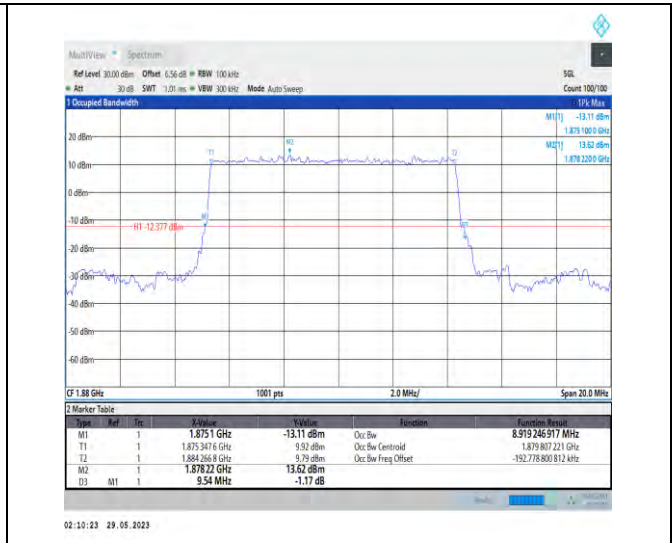 MultiView Spectrum
Ref Level 30.00 dBm Offset 6.56 dB RBW 100 kHz SGL
Att 30 dB SWT 1.01 ms VBW 300 kHz Mode Auto Sweep Count 100/100
1 Occupied Bandwidth 1Pk Max
M1[1] -13.11 dBm
1.875 100 0 GHz
M2[1] 13.62 dBm
1.878 220 0 GHz
20 dBm
M2
T1 T2
10 dBm
0 dBm
M1
-10 dBm
H1 -12.377 dBm
-20 dBm
-30 dBm
-40 dBm
-50 dBm
-60 dBm
CF 1.88 GHz 1001 pts 2.0 MHz/ Span 20.0 MHz
2 Marker Table
Type Ref Trc X-Value Y-Value Function Function Result
M1 1 1.8751 GHz -13.11 dBm Occ Bw 8.919 246 917 MHz
T1 1 1.875 347 6 GHz 9.92 dBm Occ Bw Centroid 1.879 807 221 GHz
T2 1 1.884 266 8 GHz 9.79 dBm Occ Bw Freq Offset -192.778 800 812 kHz
M2 1 1.878 22 GHz 13.62 dBm
D3 M1 1 9.54 MHz -1.17 dB
02:10:23 29.05.2023